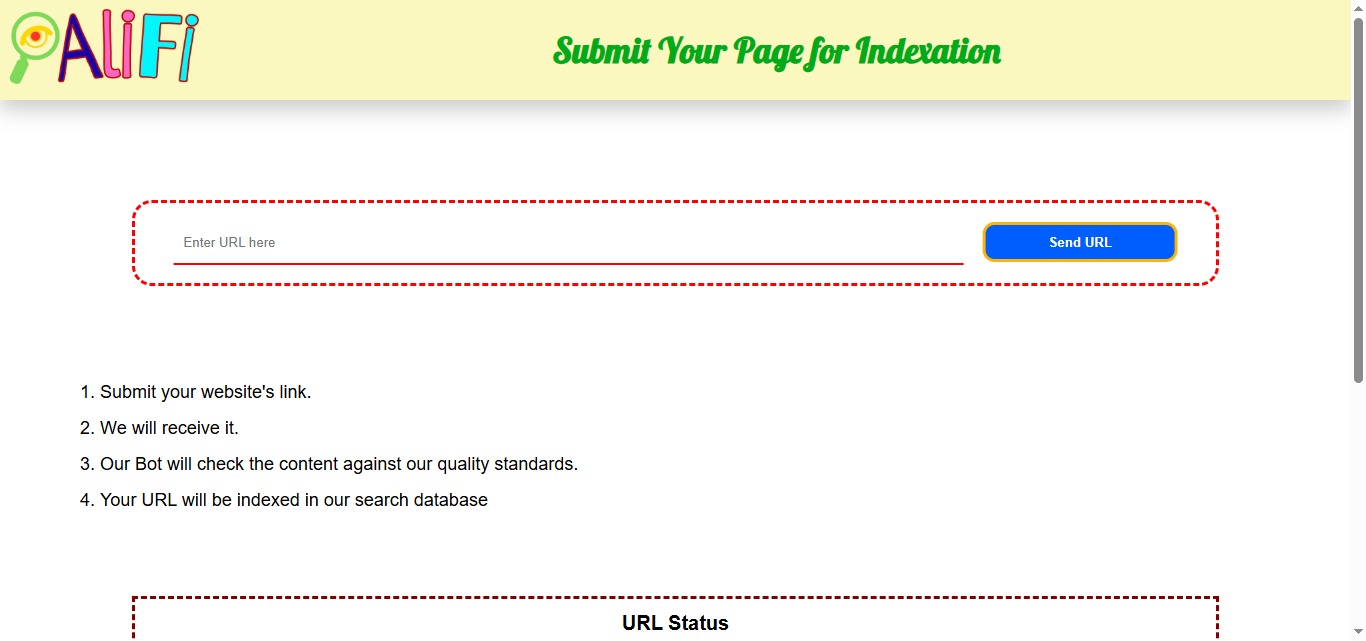 AliFi
Submit Your Page for Indexation
Enter URL here
Send URL
1. Submit your website's link.
2. We will receive it.
3. Our Bot will check the content against our quality standards.
4. Your URL will be indexed in our search database
URL Status